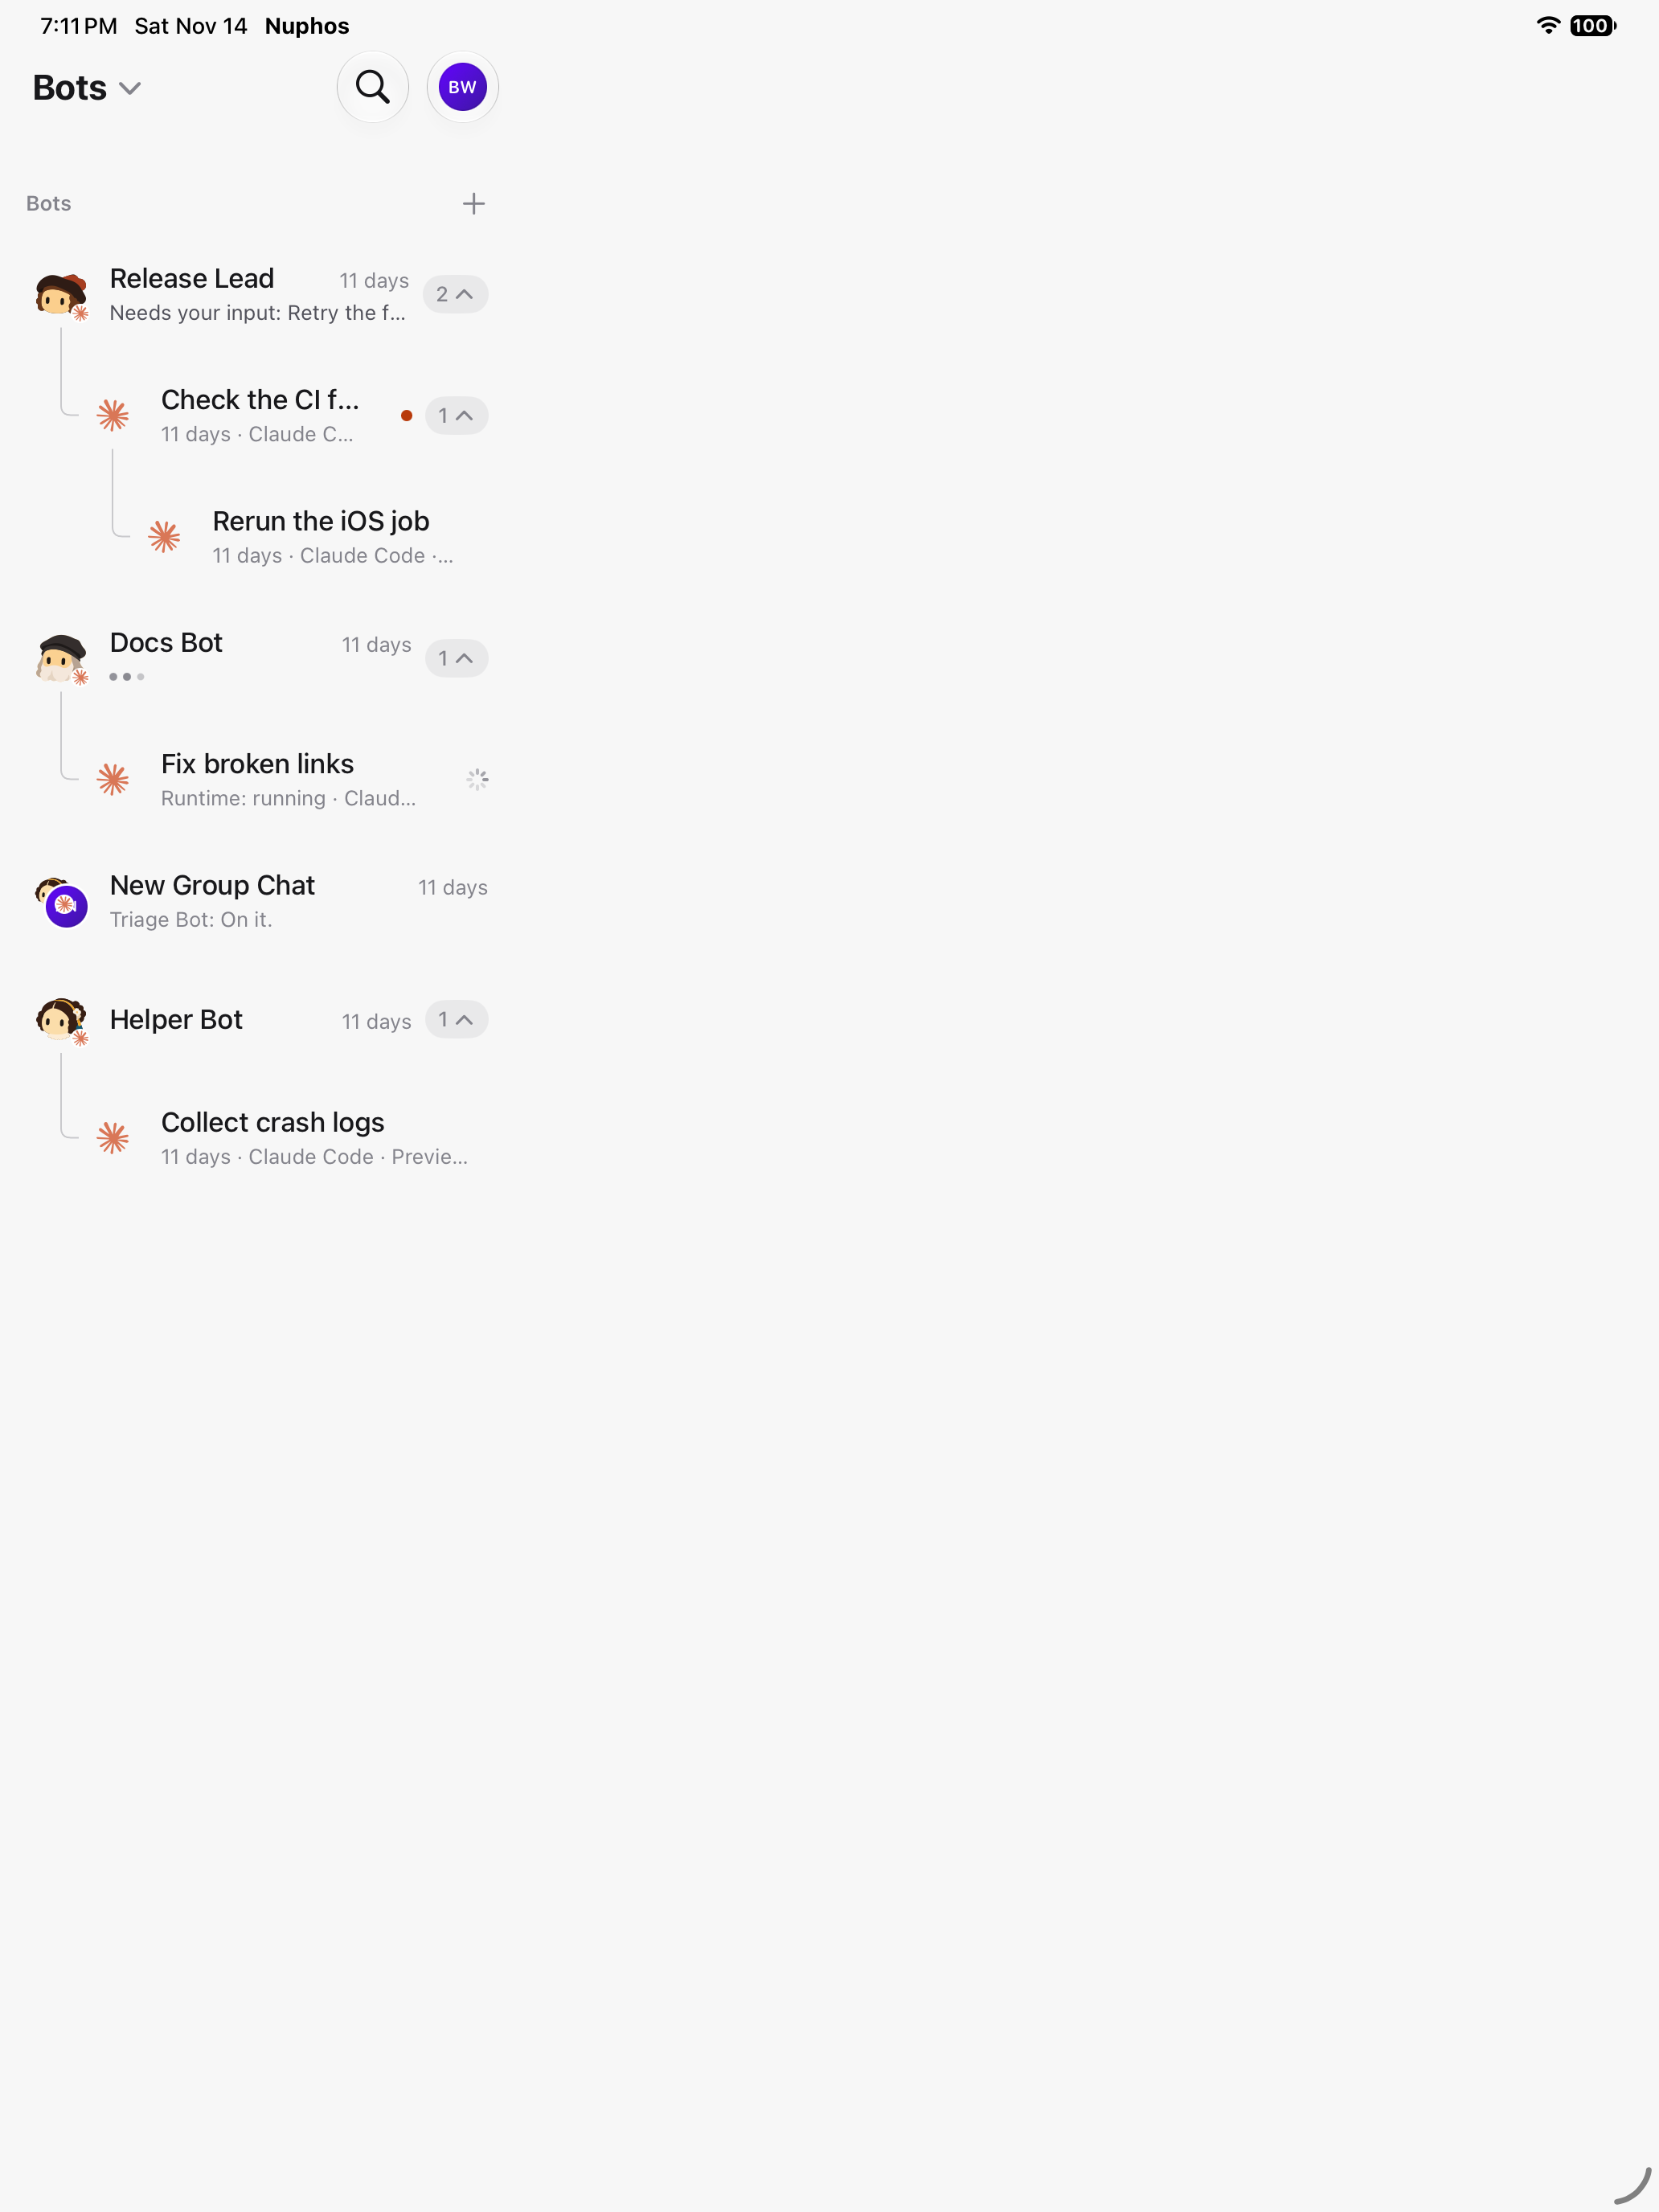 7:11 PM Sat Nov 14 Nuphos
100
Bots
BW
Bots
Release Lead 11 days 2
Needs your input: Retry the f...
Check the CI f... 1
11 days · Claude C...
Rerun the iOS job
11 days · Claude Code ·...
Docs Bot 11 days 1
Fix broken links
Runtime: running · Claud...
New Group Chat 11 days
Triage Bot: On it.
Helper Bot 11 days 1
Collect crash logs
11 days · Claude Code · Previe...